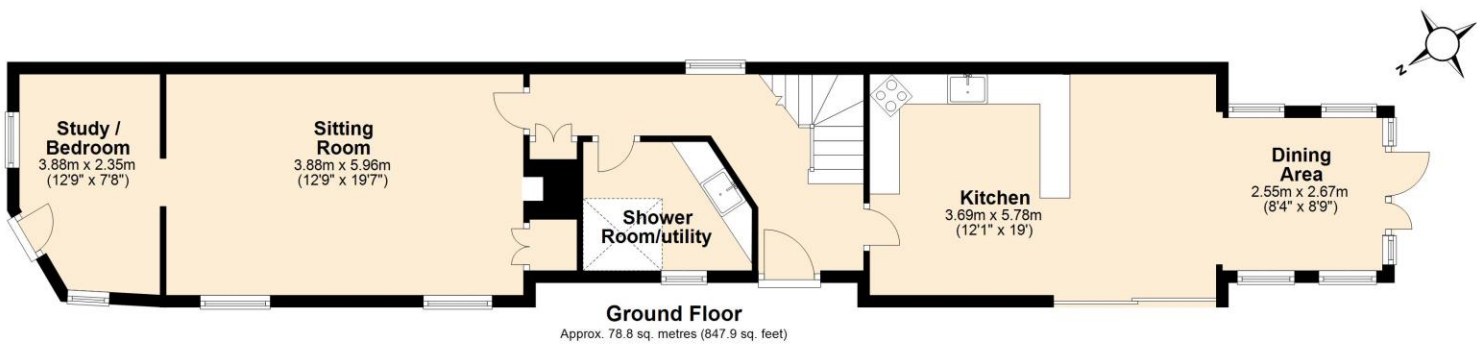 N
Study /
Bedroom
3.88m x 2.35m
(12'9" x 7'8")
Sitting
Room
3.88m x 5.96m
(12'9" x 19'7")
Shower
Room/utility
Kitchen
3.69m x 5.78m
(12'1" x 19')
Dining
Area
2.55m x 2.67m
(8'4" x 8'9")
Ground Floor
Approx. 78.8 sq. metres (847.9 sq. feet)